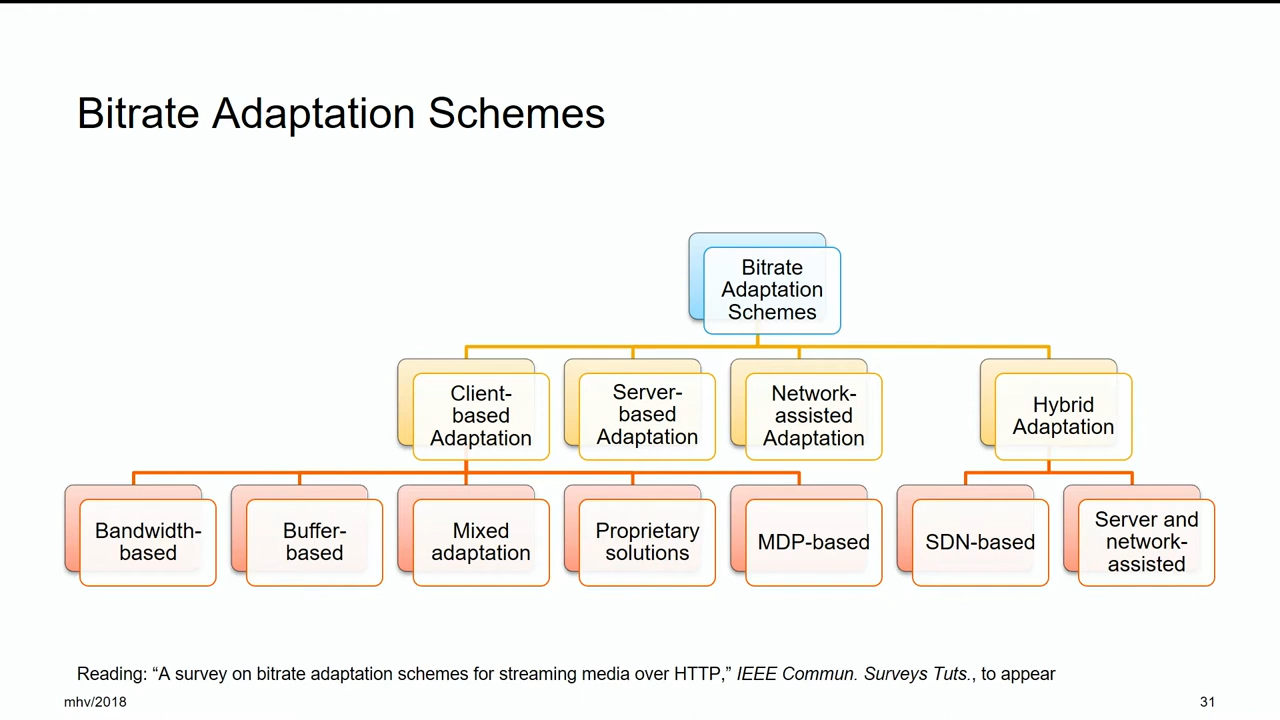 Bitrate Adaptation Schemes
Bitrate
Adaptation
Schemes
Client-
based
Adaptation
Server-
based
Adaptation
Network-
assisted
Adaptation
Hybrid
Adaptation
Bandwidth-
based
Buffer-
based
Mixed
adaptation
Proprietary
solutions
MDP-based
SDN-based
Server and
network-
assisted
Reading: “A survey on bitrate adaptation schemes for streaming media over HTTP,” IEEE Commun. Surveys Tuts., to appear
mhv/2018
31